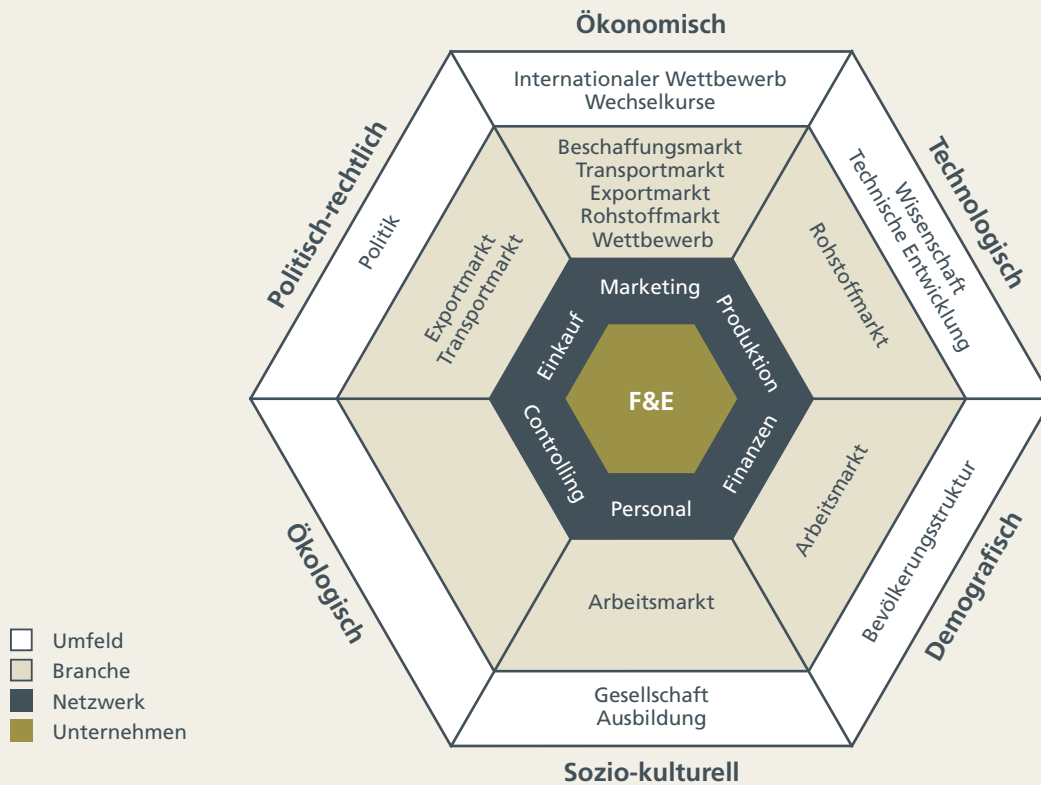 Ökonomisch
Internationaler Wettbewerb
Wechselkurse
Beschaffungsmarkt
Transportmarkt
Exportmarkt
Rohstoffmarkt
Wettbewerb
Politisch-rechtlich
Politik
Exportmarkt
Transportmarkt
Technologisch
Wissenschaft
Technische Entwicklung
Rohstoffmarkt
Marketing
Einkauf
Produktion
F&E
Controlling
Finanzen
Personal
Ökologisch
Arbeitsmarkt
Bevölkerungsstruktur
Demografisch
Arbeitsmarkt
Gesellschaft
Ausbildung
Sozio-kulturell
Umfeld
Branche
Netzwerk
Unternehmen